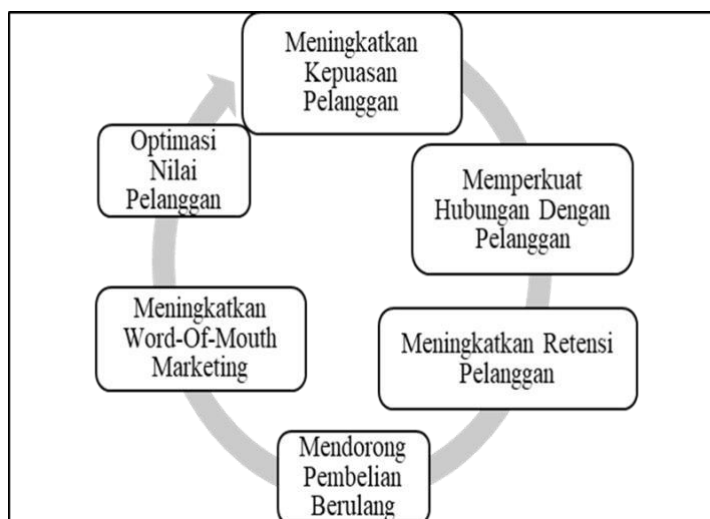 Meningkatkan
Kepuasan
Pelanggan
Memperkuat
Hubungan Dengan
Pelanggan
Meningkatkan Retensi
Pelanggan
Mendorong
Pembelian
Berulang
Meningkatkan
Word-Of-Mouth
Marketing
Optimasi
Nilai
Pelanggan